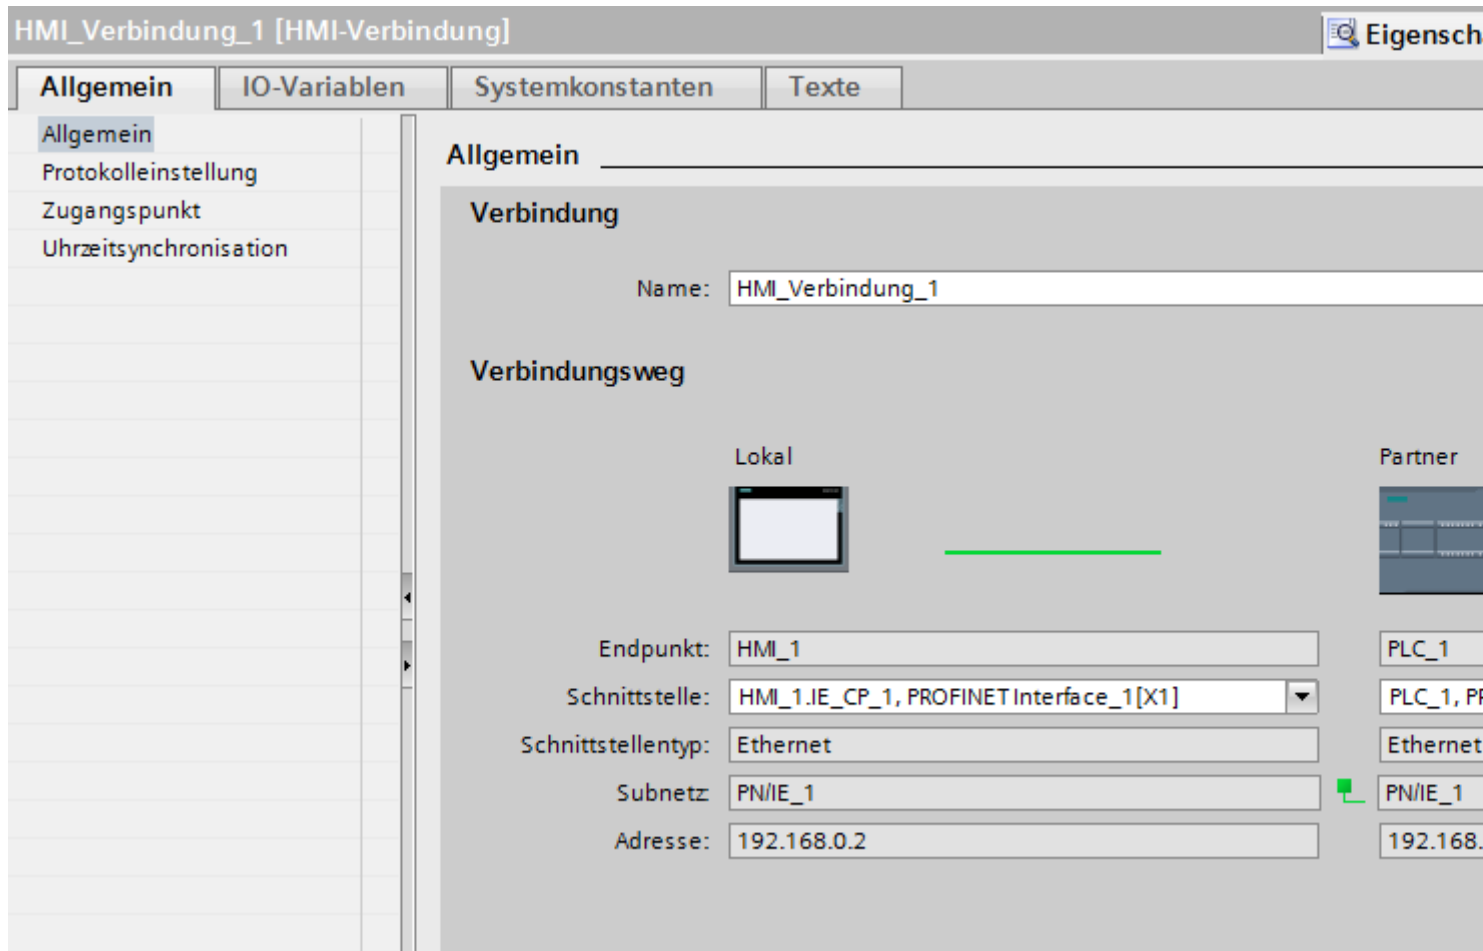 HMI_Verbindung_1 [HMI-Verbindung]
Eigensch
Allgemein IO-Variablen Systemkonstanten Texte
Allgemein
Protokolleinstellung
Zugangspunkt
Uhrzeitsynchronisation
Allgemein
Verbindung
Name: HMI_Verbindung_1
Verbindungsweg
Lokal Partner
Endpunkt: HMI_1 PLC_1
Schnittstelle: HMI_1.IE_CP_1, PROFINET Interface_1[X1] PLC_1, PR
Schnittstellentyp: Ethernet Ethernet
Subnetz: PN/IE_1 PN/IE_1
Adresse: 192.168.0.2 192.168.